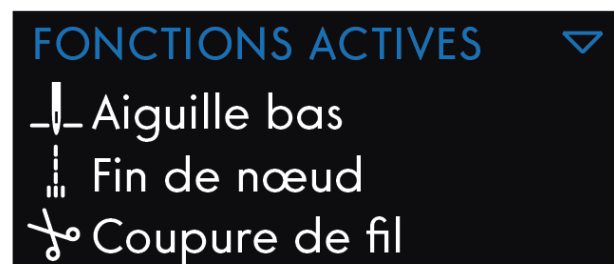 FONCTIONS ACTIVES
Aiguille bas
Fin de nœud
Coupure de fil